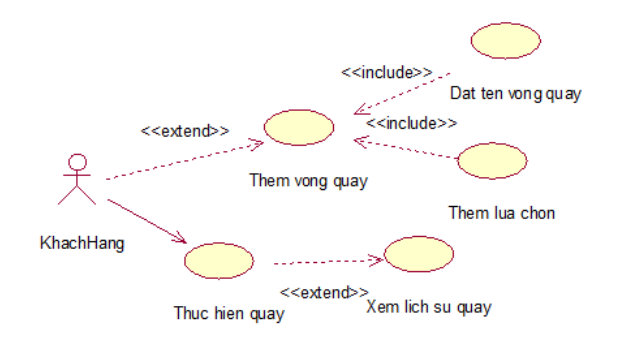 <<include>>
Dat ten vong quay
<<extend>>
<<include>>
Them vong quay
Them lua chon
KhachHang
<<extend>>
Xem lich su quay
Thuc hien quay